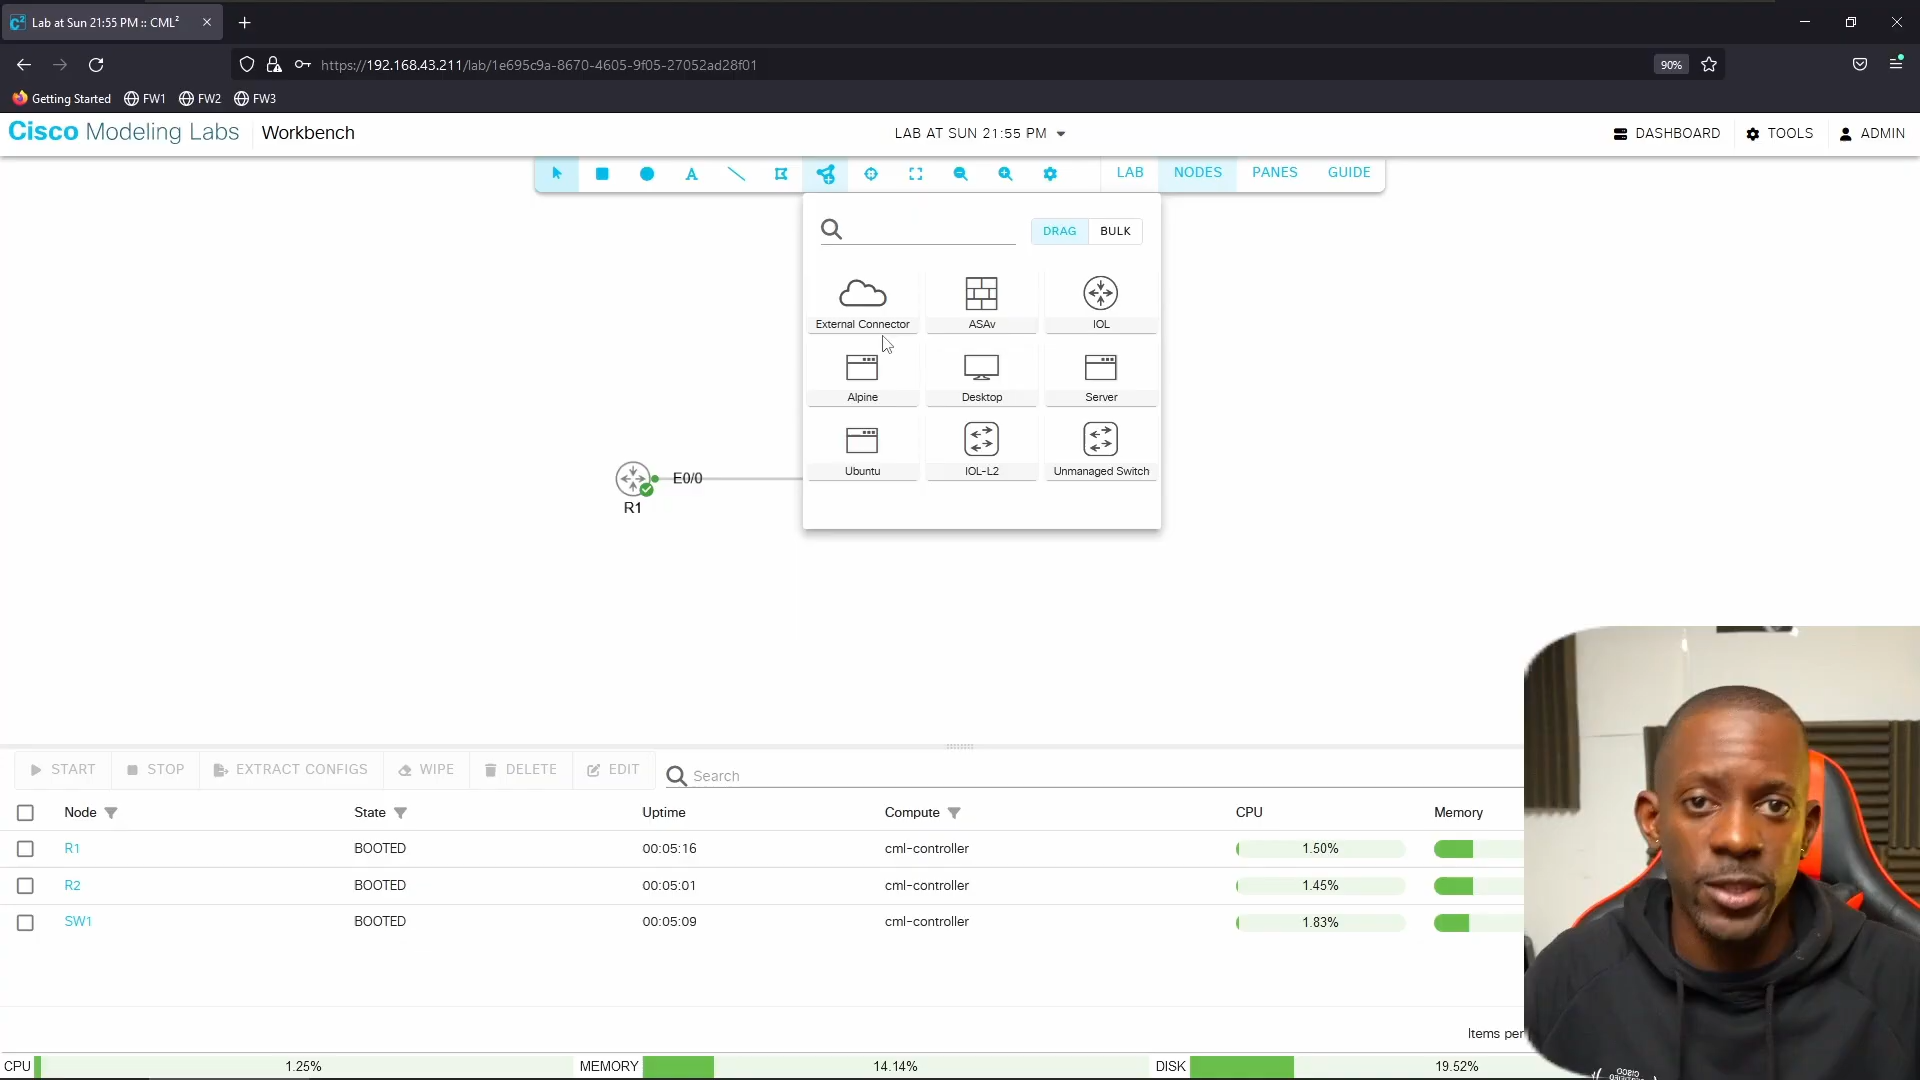 Lab at Sun 21:55 PM :: CML²
https://192.168.43.211/lab/1e695c9a-8670-4605-9f05-27052ad28f01
90%
Getting Started
FW1
FW2
FW3
Cisco Modeling Labs
Workbench
LAB AT SUN 21:55 PM
DASHBOARD
TOOLS
ADMIN
A
LAB
NODES
PANES
GUIDE
DRAG
BULK
External Connector
ASAv
IOL
Alpine
Desktop
Server
Ubuntu
IOL-L2
Unmanaged Switch
E0/0
R1
START
STOP
EXTRACT CONFIGS
WIPE
DELETE
EDIT
Search
Node
State
Uptime
Compute
CPU
Memory
R1
BOOTED
00:05:16
cml-controller
1.50%
R2
BOOTED
00:05:01
cml-controller
1.45%
SW1
BOOTED
00:05:09
cml-controller
1.83%
Items per
CPU
1.25%
MEMORY
14.14%
DISK
19.52%